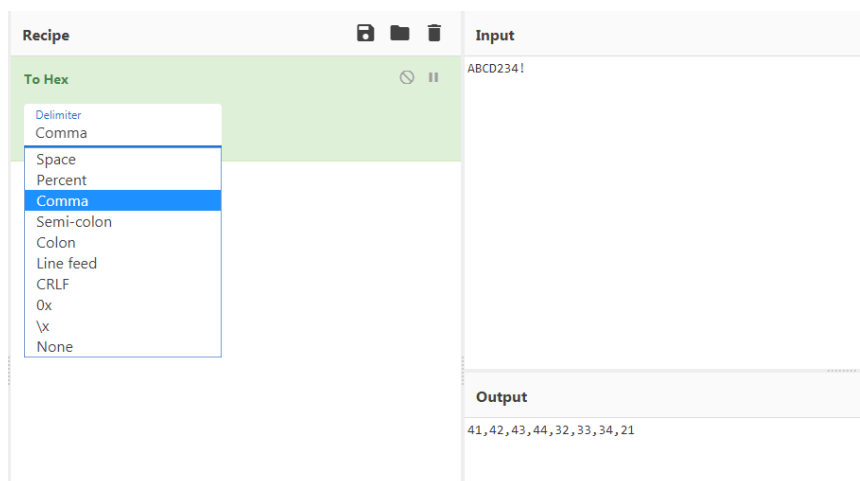 Recipe
To Hex
Delimiter
Comma
Space
Percent
Comma
Semi-colon
Colon
Line feed
CRLF
0x
\x
None
Input
ABCD234!
Output
41,42,43,44,32,33,34,21